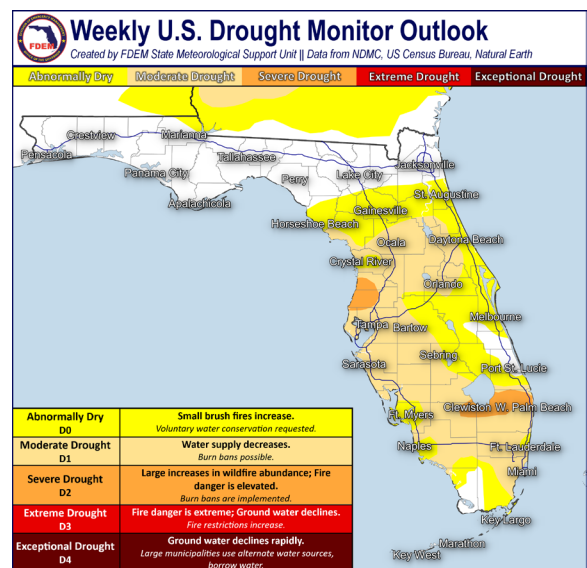 Weekly U.S. Drought Monitor Outlook
Created by FDEM State Meteorological Support Unit || Data from NDMC, US Census Bureau, Natural Earth
FDEM
Abnormally Dry Moderate Drought Severe Drought Extreme Drought Exceptional Drought
Crestview
Marianna
Pensacola
Tallahassee
Jacksonville
Panama City
Perry
Lake City
Apalachicola
St. Augustine
Gainesville
Horseshoe Beach
Ocala
Daytona Beach
Crystal River
Orlando
Melbourne
Tampa
Bartow
Sebring
Sarasota
Port St. Lucie
Clewiston
W. Palm Beach
Ft. Myers
Naples
Ft. Lauderdale
Miami
Key Largo
Marathon
Key West
Abnormally Dry
D0
Small brush fires increase.
Voluntary water conservation requested.
Moderate Drought
D1
Water supply decreases.
Burn bans possible.
Severe Drought
D2
Large increases in wildfire abundance; Fire
danger is elevated.
Burn bans are implemented.
Extreme Drought
D3
Fire danger is extreme; Ground water declines.
Fire restrictions increase.
Exceptional Drought
D4
Ground water declines rapidly.
Large municipalities use alternate water sources,
borrow water.